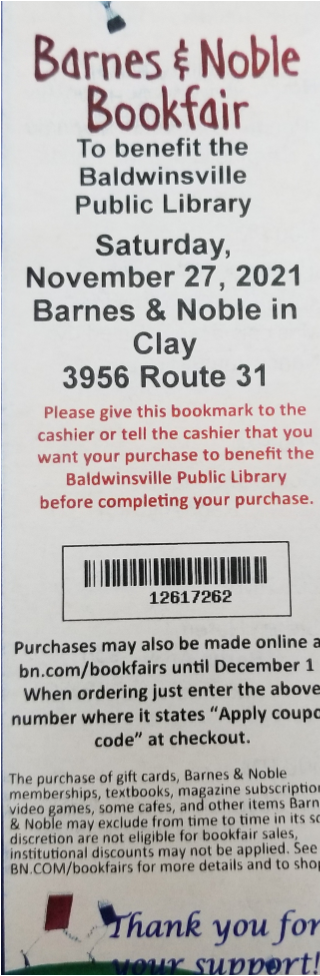 Barnes & Noble
Bookfair
To benefit the
Baldwinsville
Public Library
Saturday,
November 27, 2021
Barnes & Noble in
Clay
3956 Route 31
Please give this bookmark to the
cashier or tell the cashier that you
want your purchase to benefit the
Baldwinsville Public Library
before completing your purchase.
12617262
Purchases may also be made online a
bn.com/bookfairs until December 1
When ordering just enter the above
number where it states “Apply coupo
code” at checkout.
The purchase of gift cards, Barnes & Noble
memberships, textbooks, magazine subscription
video games, some cafes, and other items Barn
& Noble may exclude from time to time in its so
discretion are not eligible for bookfair sales,
institutional discounts may not be applied. See
BN.COM/bookfairs for more details and to shop
Thank you for
your support!